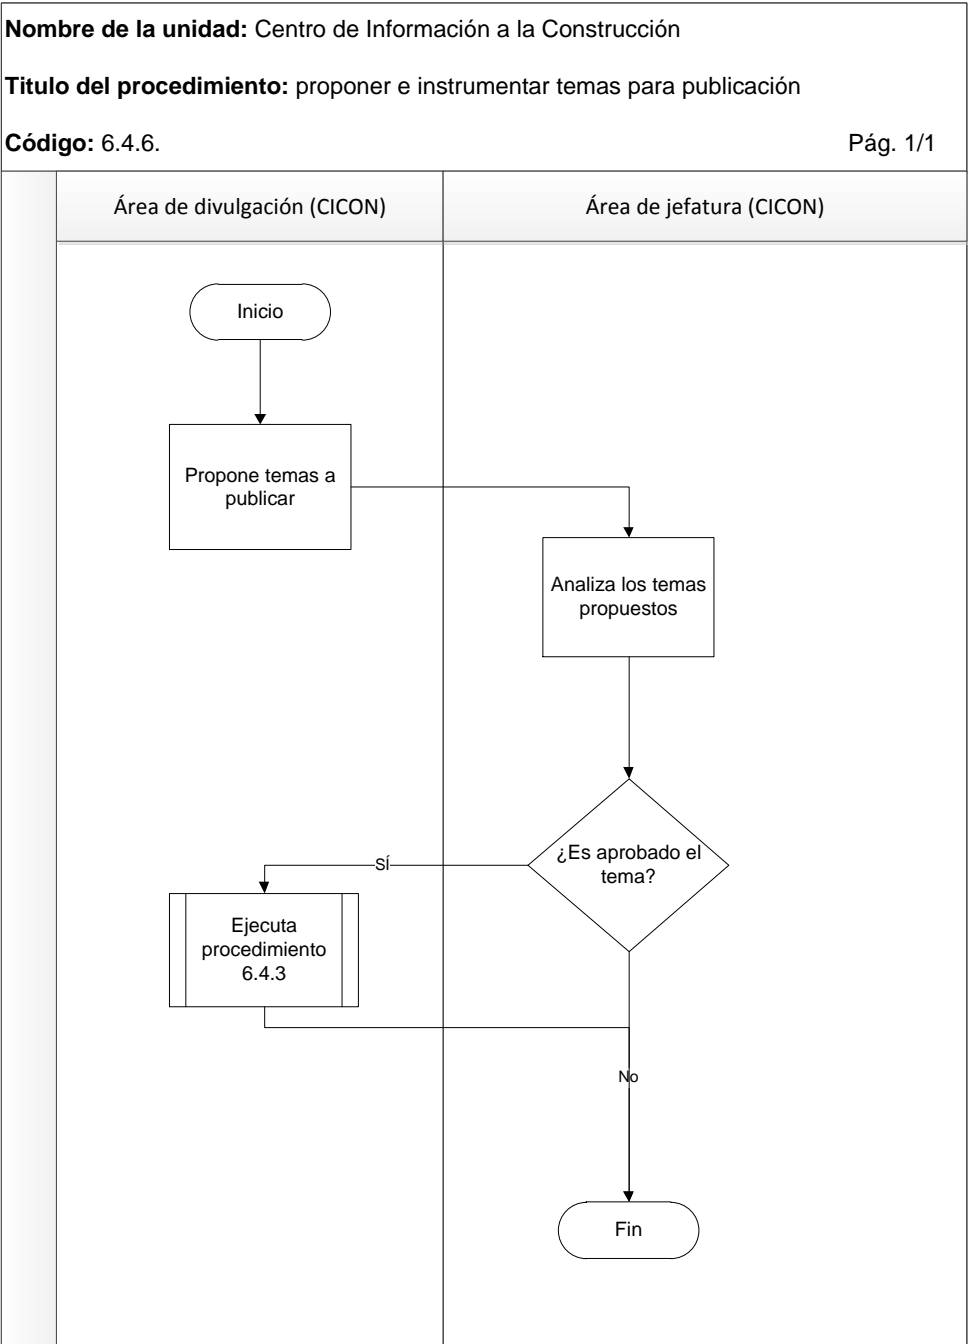 Nombre de la unidad: Centro de Información a la Construcción
Titulo del procedimiento: proponer e instrumentar temas para publicación
Código: 6.4.6. Pág. 1/1
Área de divulgación (CICON)
Área de jefatura (CICON)
Inicio
Propone temas a
publicar
Analiza los temas
propuestos
¿Es aprobado el
tema?
SÍ
Ejecuta
procedimiento
6.4.3
No
Fin